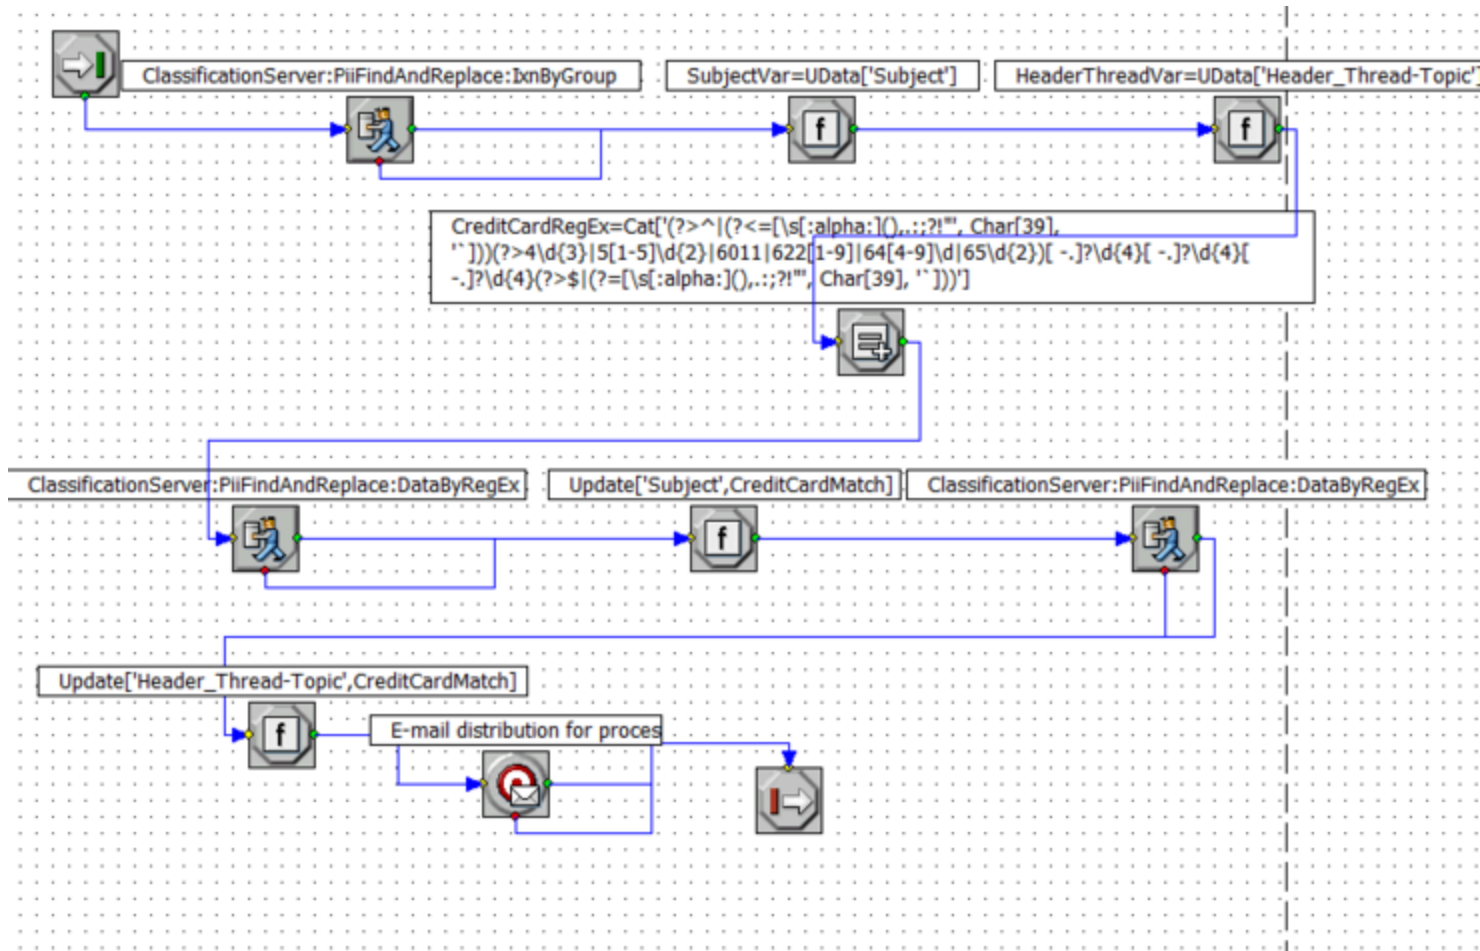 ClassificationServer:PiiFindAndReplace:IxnByGroup
SubjectVar=UData['Subject']
HeaderThreadVar=UData['Header_Thread-Topic']
CreditCardRegEx=Cat['(?>^|(?<=[\s[:alpha:](),.:;?!"', Char[39],
'`]))(?>4\d{3}|5[1-5]\d{2}|6011|622[1-9]|64[4-9]\d|65\d{2})[ -.]?\d{4}[ -.]?\d{4}[
-.]?\d{4}(?>$|(?=[\s[:alpha:](),.:;?!"', Char[39], '`]))']
ClassificationServer:PiiFindAndReplace:DataByRegEx
Update['Subject',CreditCardMatch]
ClassificationServer:PiiFindAndReplace:DataByRegEx
Update['Header_Thread-Topic',CreditCardMatch]
E-mail distribution for proces
f
f
f
f